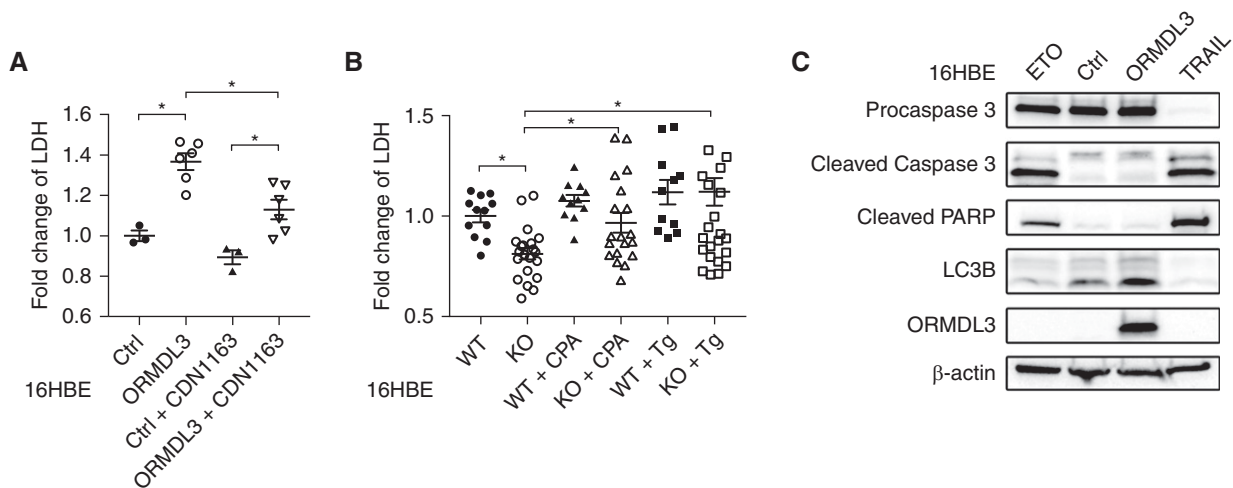 A
Fold change of LDH
1.6
1.4
1.2
1.0
0.8
0.6
*
*
*
Ctrl
ORMDL3
Ctrl + CDN1163
ORMDL3 + CDN1163
16HBE
B
Fold change of LDH
1.5
1.0
0.5
*
*
*
WT
KO
WT + CPA
KO + CPA
WT + Tg
KO + Tg
16HBE
C
16HBE
ETO
Ctrl
ORMDL3
TRAIL
Procaspase 3
Cleaved Caspase 3
Cleaved PARP
LC3B
ORMDL3
β-actin